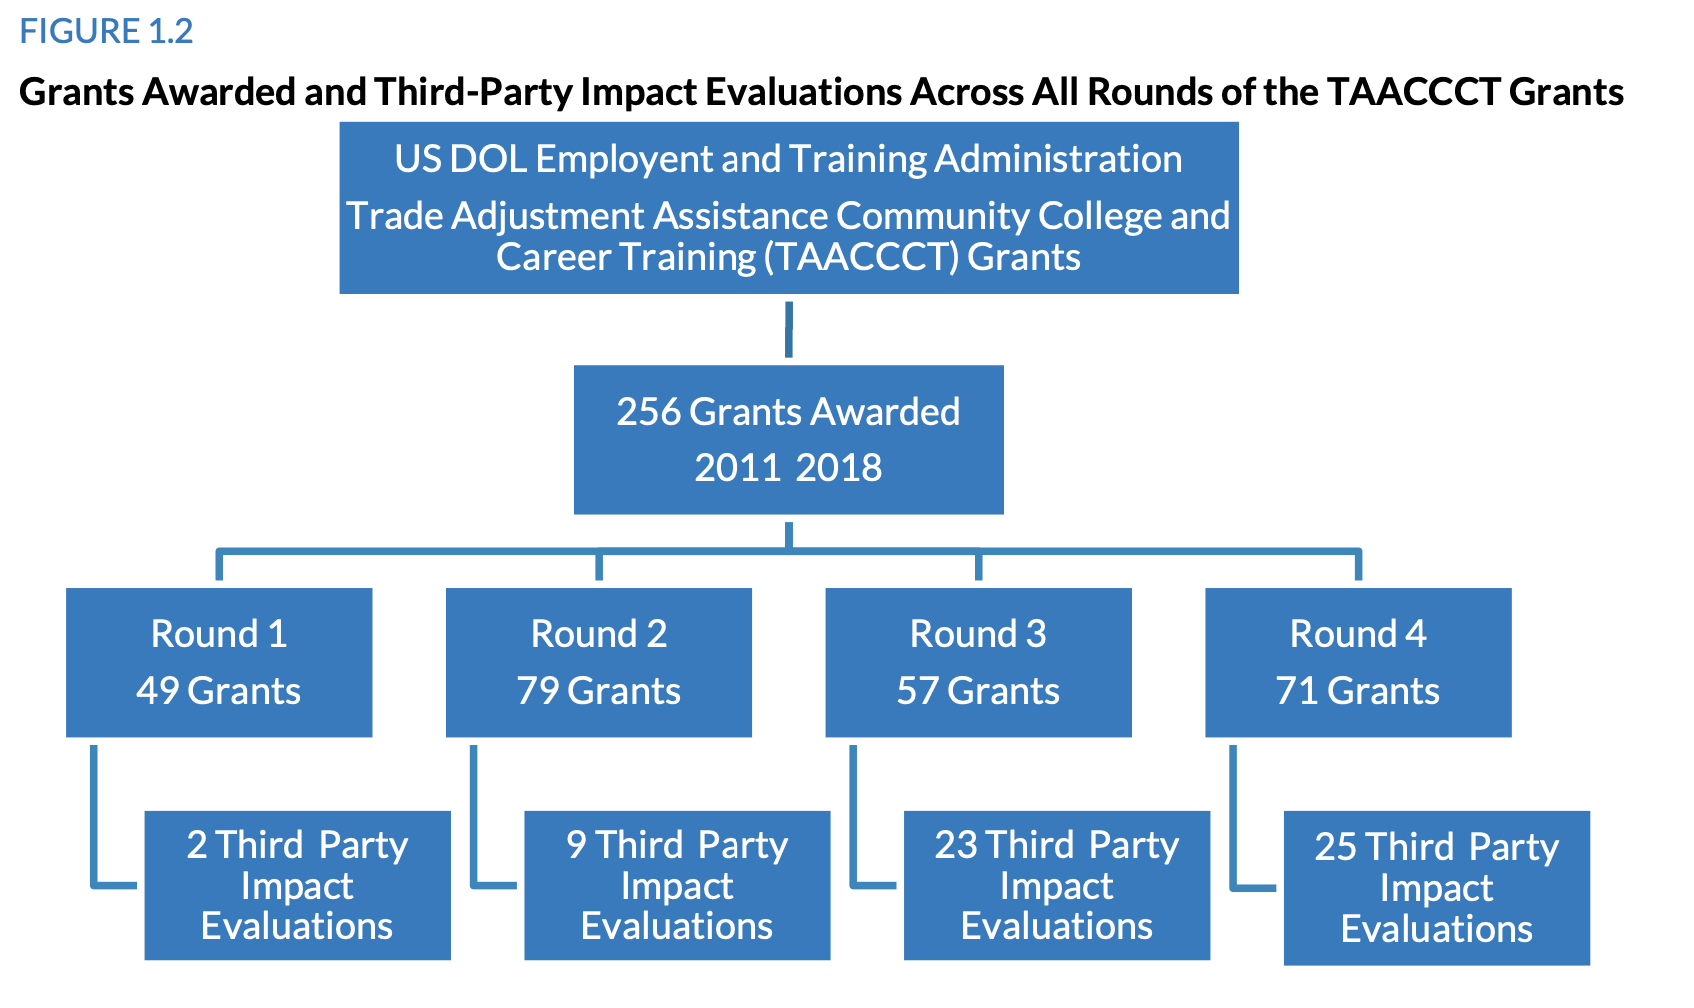 FIGURE 1.2
Grants Awarded and Third-Party Impact Evaluations Across All Rounds of the TAACCCT Grants
US DOL Employent and Training Administration
Trade Adjustment Assistance Community College and
Career Training (TAACCCT) Grants
256 Grants Awarded
2011 2018
Round 1
49 Grants
Round 2
79 Grants
Round 3
57 Grants
Round 4
71 Grants
2 Third Party
Impact
Evaluations
9 Third Party
Impact
Evaluations
23 Third Party
Impact
Evaluations
25 Third Party
Impact
Evaluations